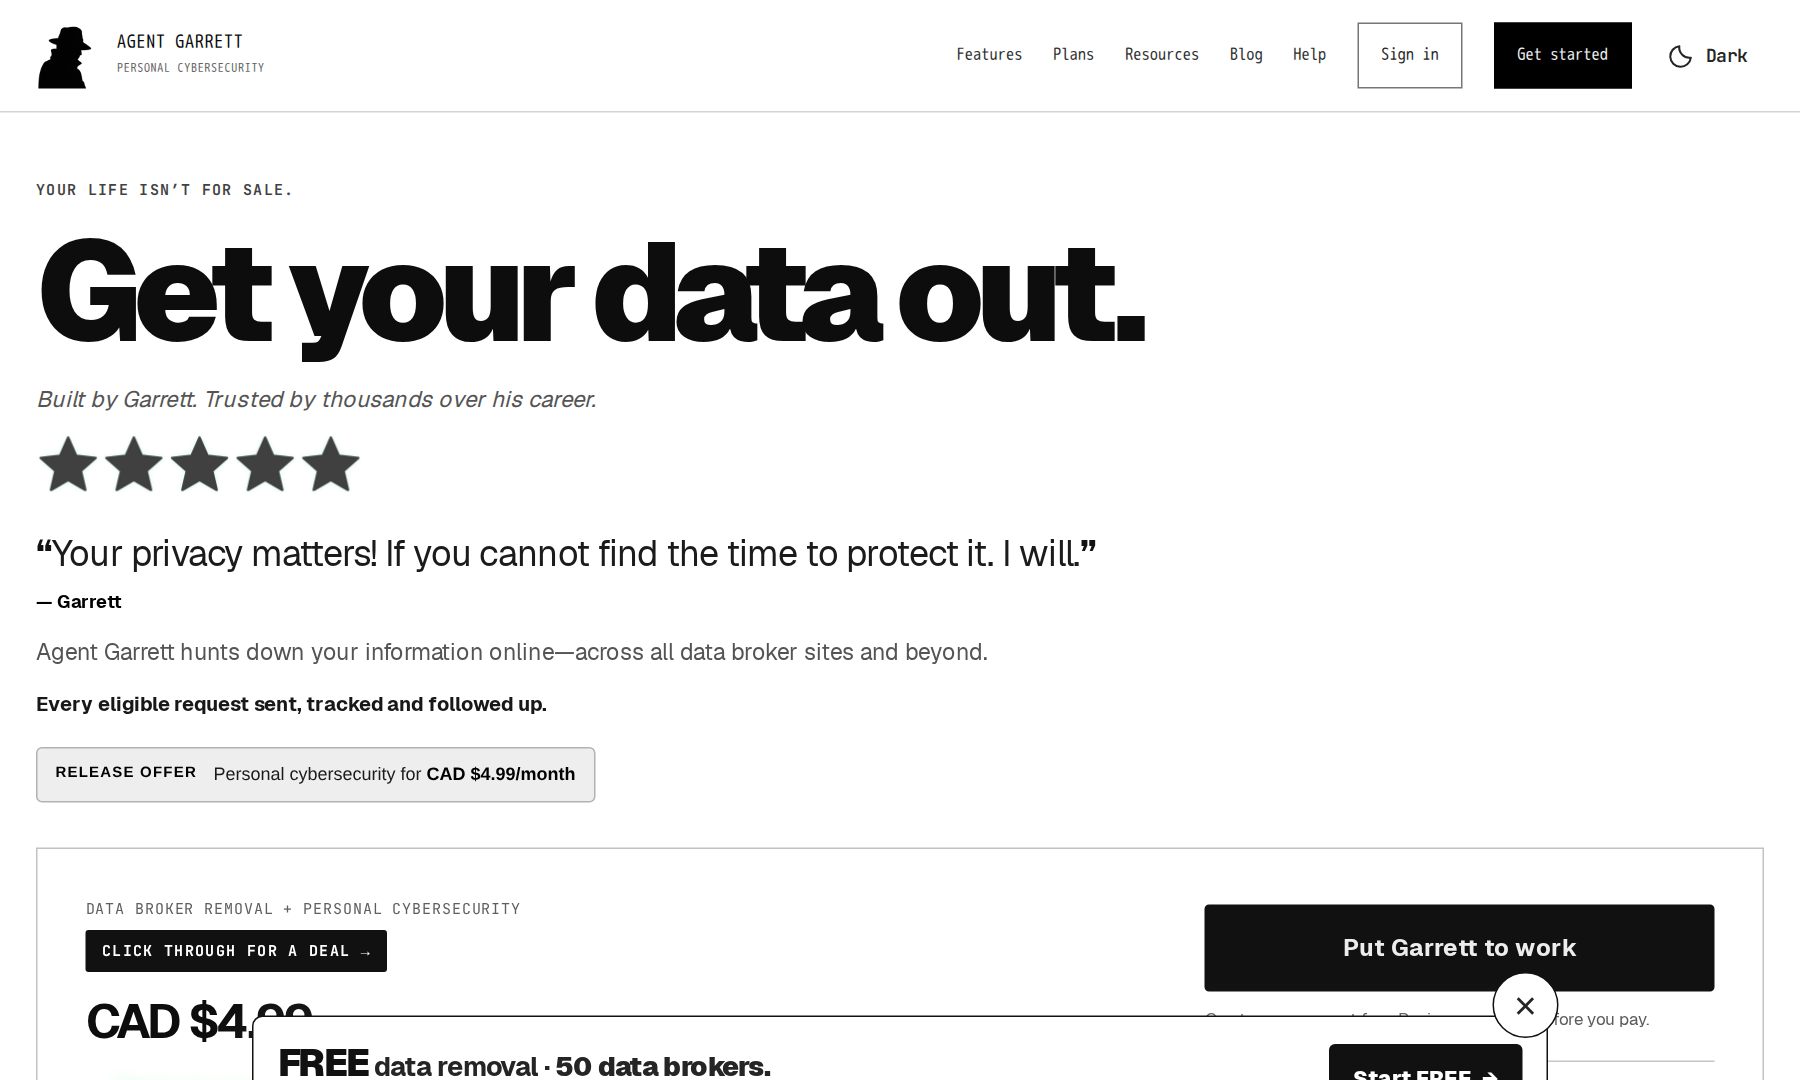 AGENT GARRETT
PERSONAL CYBERSECURITY
Features
Plans
Resources
Blog
Help
Sign in
Get started
Dark
YOUR LIFE ISN’T FOR SALE.
Get your data out.
Built by Garrett. Trusted by thousands over his career.
“Your privacy matters! If you cannot find the time to protect it. I will.”
— Garrett
Agent Garrett hunts down your information online—across all data broker sites and beyond.
Every eligible request sent, tracked and followed up.
RELEASE OFFER Personal cybersecurity for CAD $4.99/month
DATA BROKER REMOVAL + PERSONAL CYBERSECURITY
CLICK THROUGH FOR A DEAL →
CAD $4.99
Put Garrett to work
fore you pay.
FREE data removal · 50 data brokers.
Start FREE →